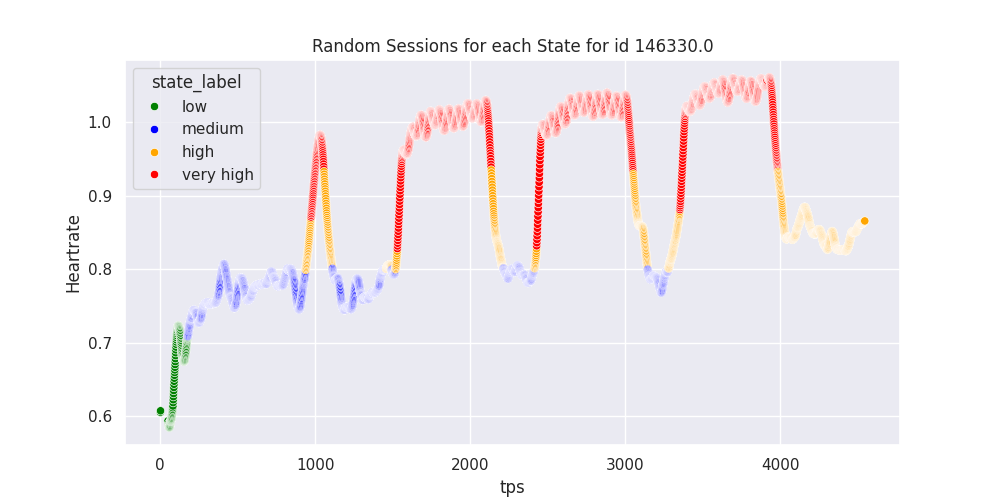 Random Sessions for each State for id 146330.0
state_label
low
medium
high
very high
Heartrate
1.0
0.9
0.8
0.7
0.6
0
1000
2000
3000
4000
tps